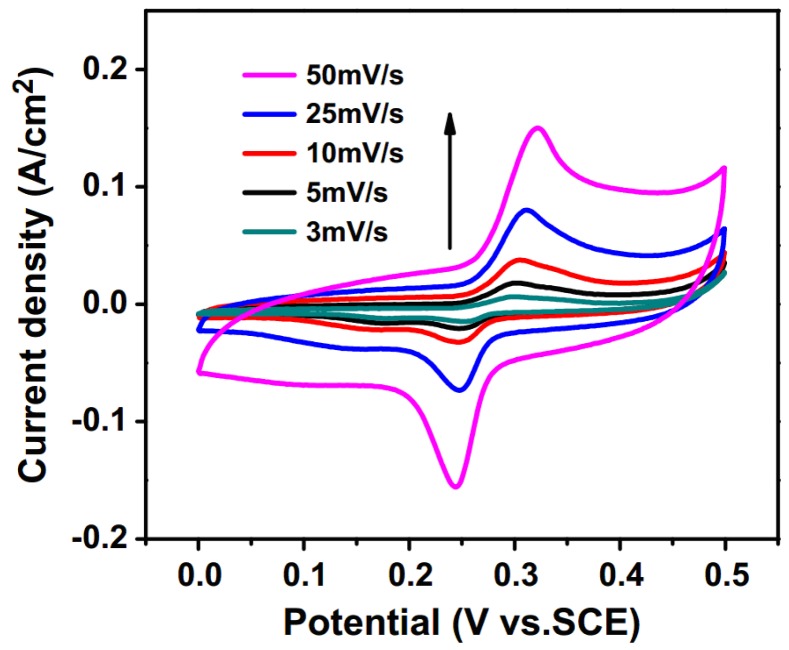 Current density (A/cm²)
0.2
0.1
0.0
-0.1
-0.2
50mV/s
25mV/s
10mV/s
5mV/s
3mV/s
0.0 0.1 0.2 0.3 0.4 0.5
Potential (V vs.SCE)